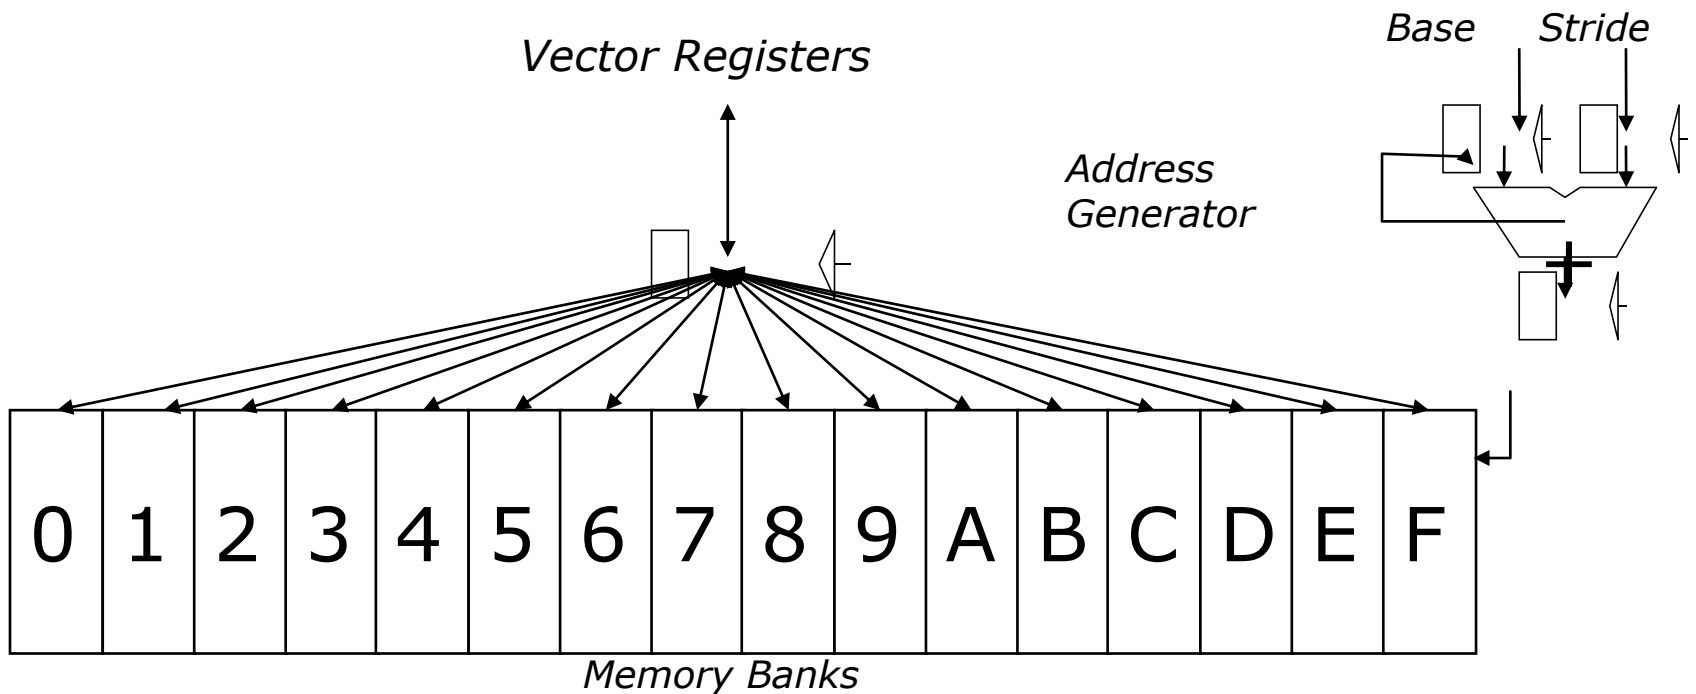 Base Stride
Vector Registers
Address
Generator
+
0 1 2 3 4 5 6 7 8 9 A B C D E F
Memory Banks